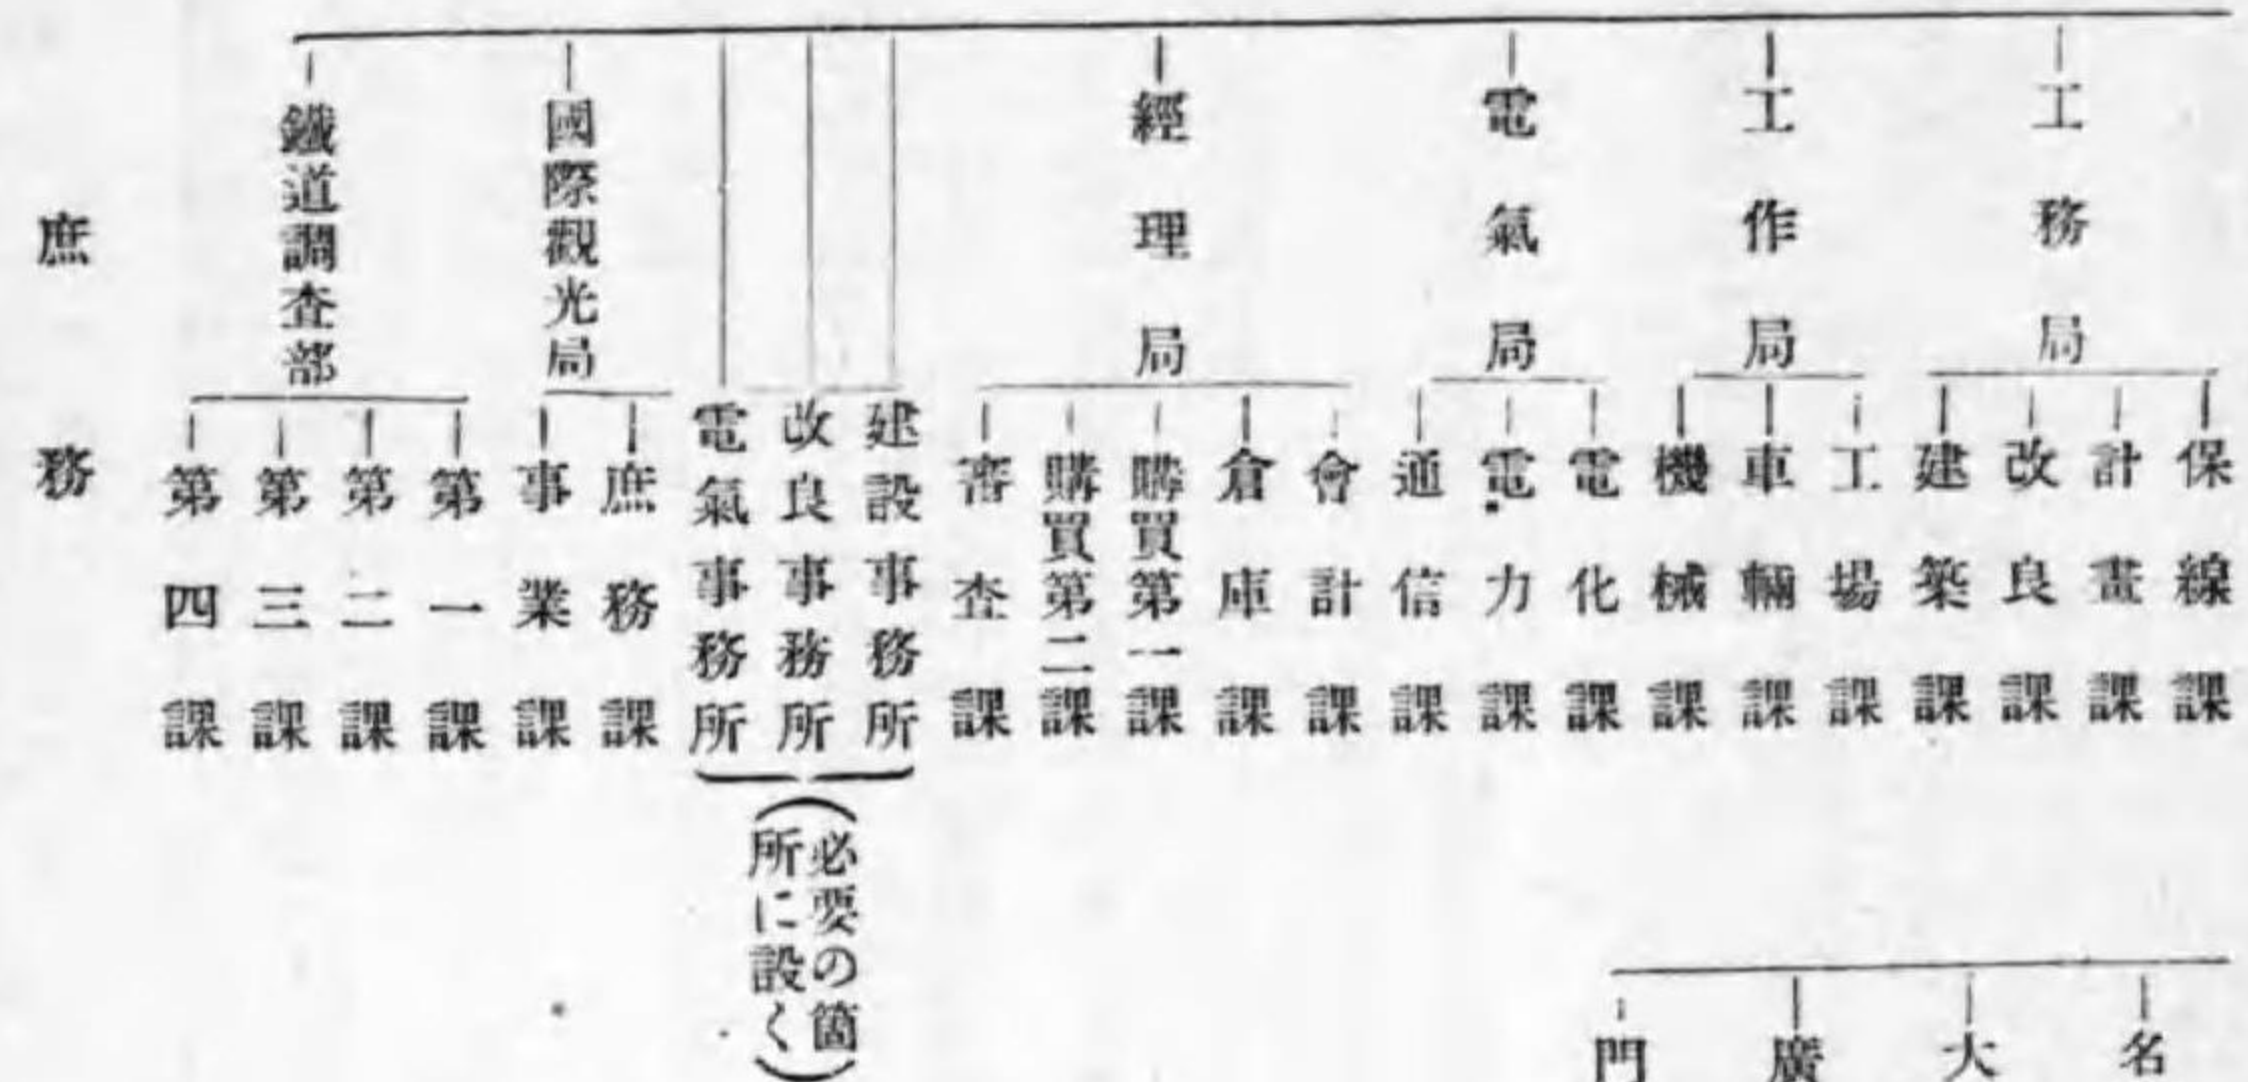 工務局
保線課
計畫課
改良課
建築課
工作局
工場課
車輛課
機械課
電氣局
電化課
電力課
通信課
經理局
會計課
倉庫課
購買第一課
購買第二課
審査課
建設事務所
改良事務所
電氣事務所
(必要の箇
所に設く)
國際觀光局
庶務課
事業課
鐵道調査部
第一課
第二課
第三課
第四課
庶務
名
大
廣
門